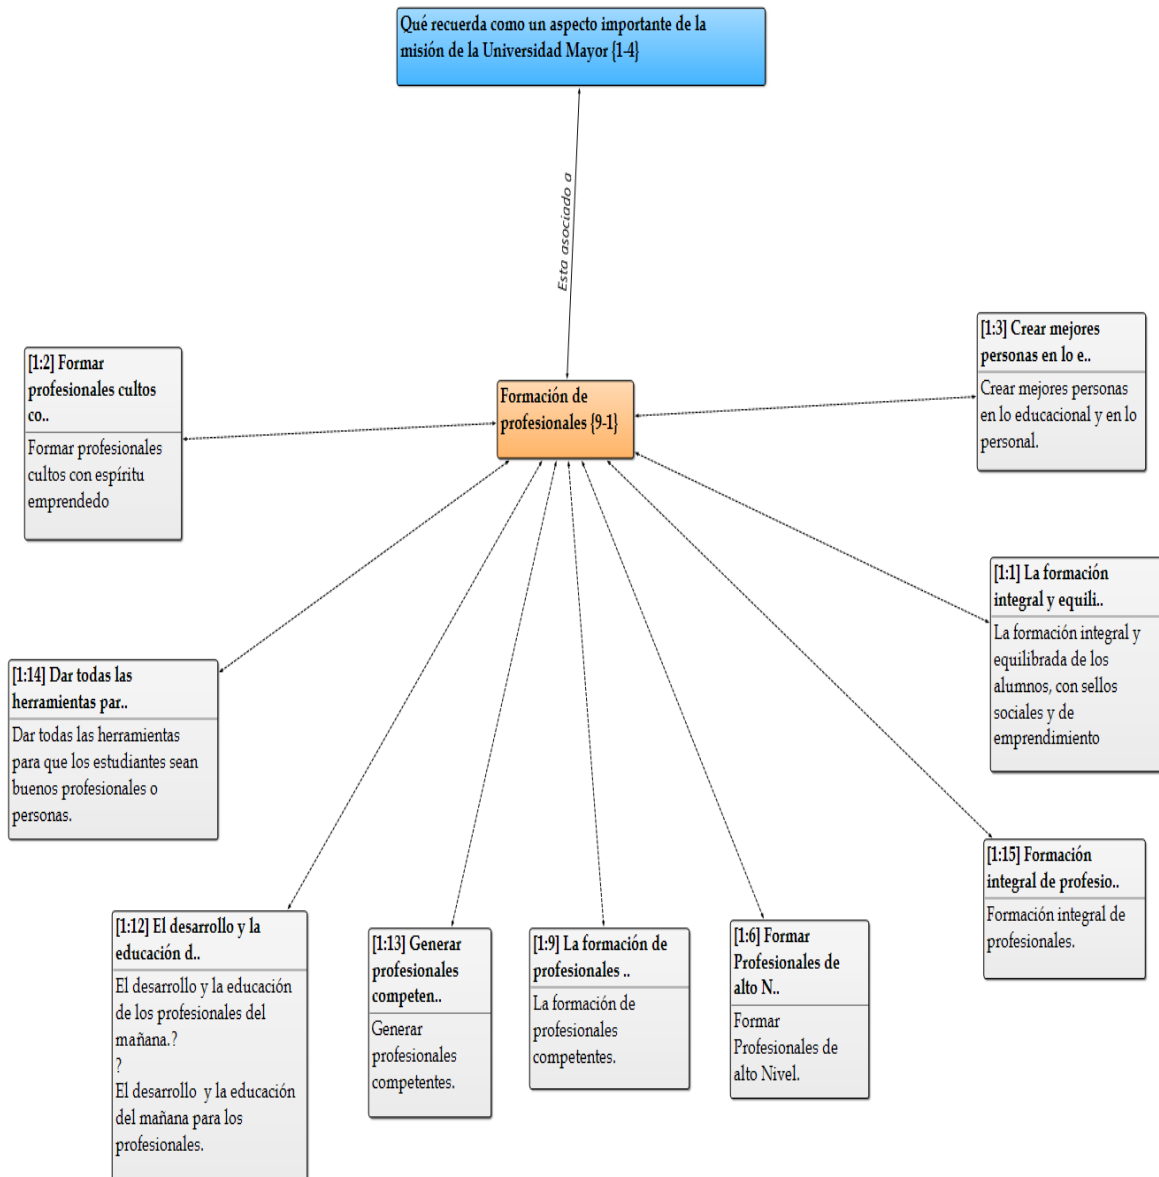 Qué recuerda como un aspecto importante de la
misión de la Universidad Mayor {1-4}
Esta asociado a
Formación de
profesionales {9-1}
[1:3] Crear mejores
personas en lo e..
Crear mejores personas
en lo educacional y en lo
personal.
[1:2] Formar
profesionales cultos
co..
Formar profesionales
cultos con espíritu
emprendedo
[1:1] La formación
integral y equili..
La formación integral y
equilibrada de los
alumnos, con sellos
sociales y de
emprendimiento
[1:14] Dar todas las
herramientas par..
Dar todas las herramientas
para que los estudiantes sean
buenos profesionales o
personas.
[1:15] Formación
integral de profesio..
Formación integral de
profesionales.
[1:12] El desarrollo y la
educación d..
El desarrollo y la educación
de los profesionales del
mañana.?
?
El desarrollo  y la educación
del mañana para los
profesionales.
[1:13] Generar
profesionales
competen..
Generar
profesionales
competentes.
[1:9] La formación de
profesionales ..
La formación de
profesionales
competentes.
[1:6] Formar
Profesionales de
alto N..
Formar
Profesionales de
alto Nivel.